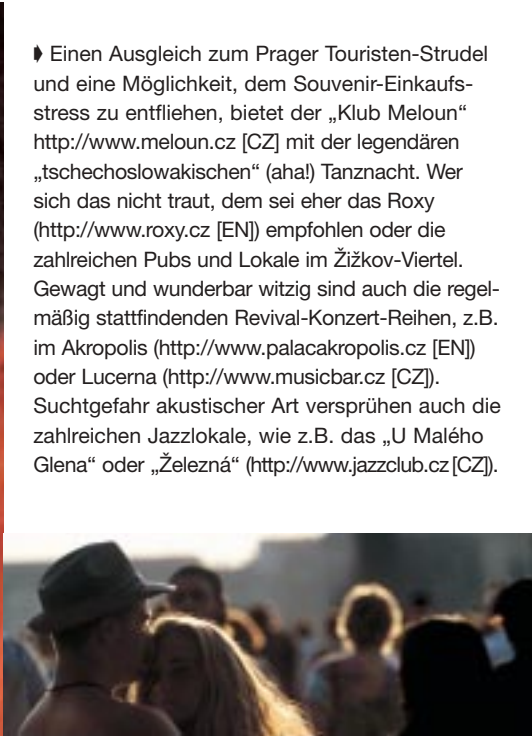 ➧ Einen Ausgleich zum Prager Touristen-Strudel
und eine Möglichkeit, dem Souvenir-Einkaufs-
stress zu entfliehen, bietet der „Klub Meloun“
http://www.meloun.cz [CZ] mit der legendären
„tschechoslowakischen“ (aha!) Tanznacht. Wer
sich das nicht traut, dem sei eher das Roxy
(http://www.roxy.cz [EN]) empfohlen oder die
zahlreichen Pubs und Lokale im Žižkov-Viertel.
Gewagt und wunderbar witzig sind auch die regel-
mäßig stattfindenden Revival-Konzert-Reihen, z.B.
im Akropolis (http://www.palacakropolis.cz [EN])
oder Lucerna (http://www.musicbar.cz [CZ]).
Suchtgefahr akustischer Art versprühen auch die
zahlreichen Jazzlokale, wie z.B. das „U Malého
Glena“ oder „Železná“ (http://www.jazzclub.cz [CZ]).